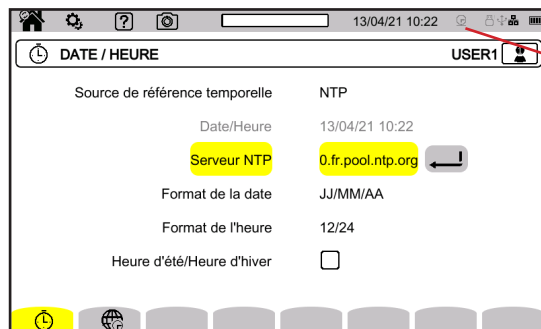 13/04/21 10:22
DATE / HEURE USER1
Source de référence temporelle NTP
Date/Heure 13/04/21 10:22
Serveur NTP 0.fr.pool.ntp.org
Format de la date JJ/MM/AA
Format de l'heure 12/24
Heure d'été/Heure d'hiver